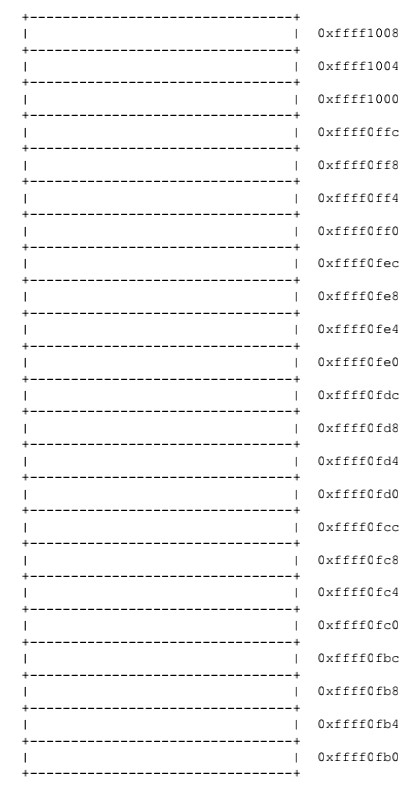 +---------------------------------+
|                                 |  0xffff1008
+---------------------------------+
|                                 |  0xffff1004
+---------------------------------+
|                                 |  0xffff1000
+---------------------------------+
|                                 |  0xffff0ffc
+---------------------------------+
|                                 |  0xffff0ff8
+---------------------------------+
|                                 |  0xffff0ff4
+---------------------------------+
|                                 |  0xffff0ff0
+---------------------------------+
|                                 |  0xffff0fec
+---------------------------------+
|                                 |  0xffff0fe8
+---------------------------------+
|                                 |  0xffff0fe4
+---------------------------------+
|                                 |  0xffff0fe0
+---------------------------------+
|                                 |  0xffff0fdc
+---------------------------------+
|                                 |  0xffff0fd8
+---------------------------------+
|                                 |  0xffff0fd4
+---------------------------------+
|                                 |  0xffff0fd0
+---------------------------------+
|                                 |  0xffff0fcc
+---------------------------------+
|                                 |  0xffff0fc8
+---------------------------------+
|                                 |  0xffff0fc4
+---------------------------------+
|                                 |  0xffff0fc0
+---------------------------------+
|                                 |  0xffff0fbc
+---------------------------------+
|                                 |  0xffff0fb8
+---------------------------------+
|                                 |  0xffff0fb4
+---------------------------------+
|                                 |  0xffff0fb0
+---------------------------------+